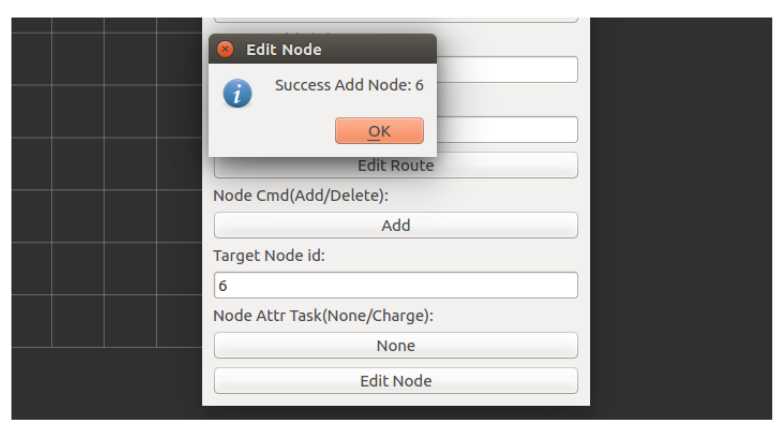 Edit Node
Success Add Node: 6
OK
Edit Route
Node Cmd(Add/Delete):
Add
Target Node id:
6
Node Attr Task(None/Charge):
None
Edit Node